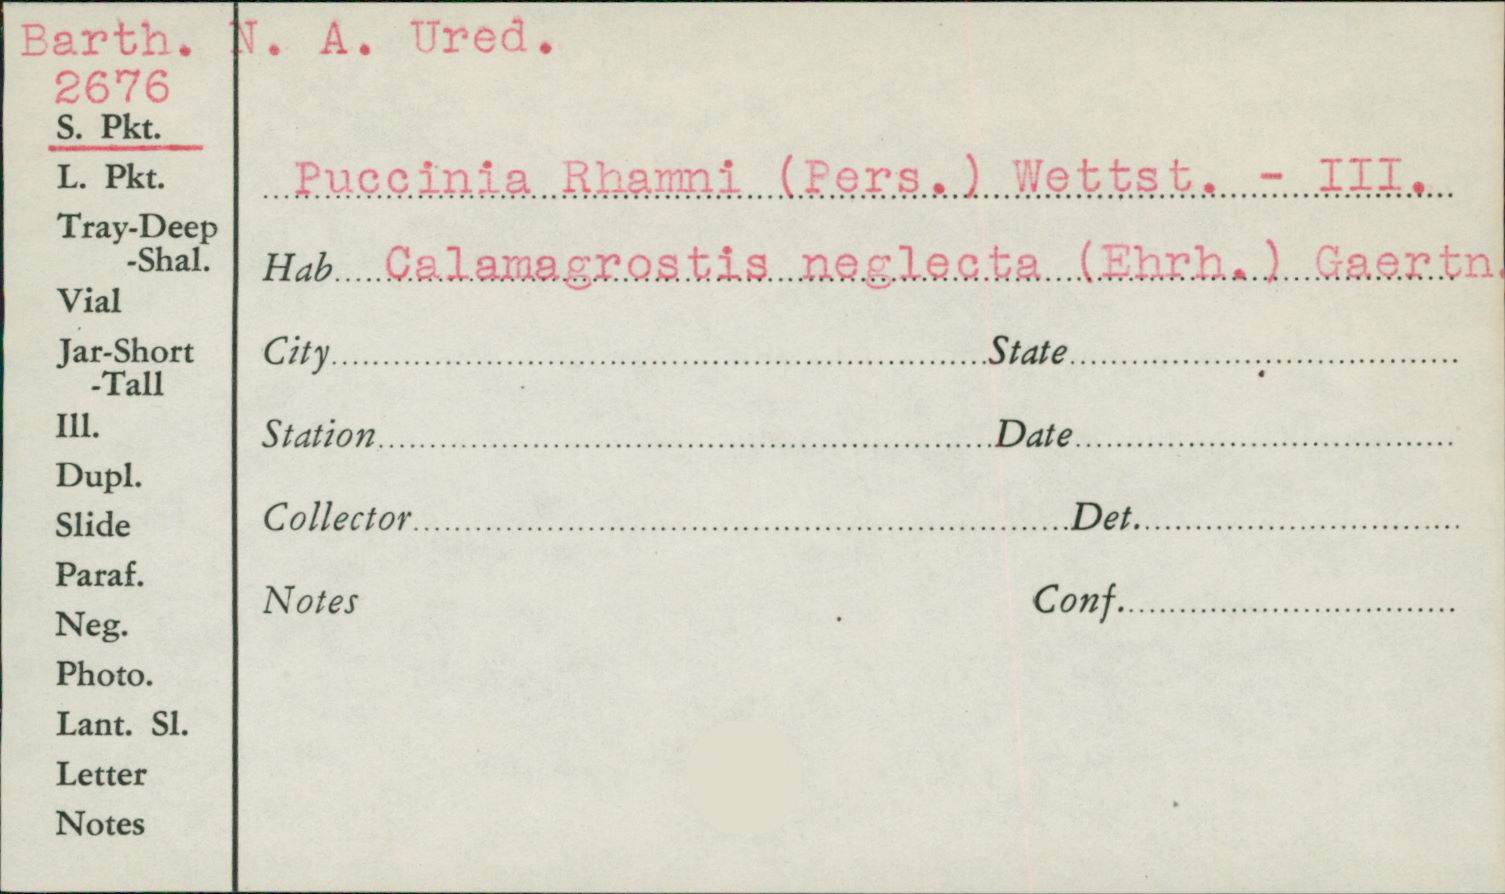 Barth. N. A. Ured.
2676
S. Pkt.
L. Pkt.
Tray-Deep
-Shal.
Vial
Jar-Short
-Tall
Ill.
Dupl.
Slide
Paraf.
Neg.
Photo.
Lant. Sl.
Letter
Notes
Puccinia Rhamni (Pers.) Wettst. - III.
Hab. Calamagrostis neglecta (Ehrh.) Gaertn.
City State
Station Date
Collector Det.
Notes Conf.